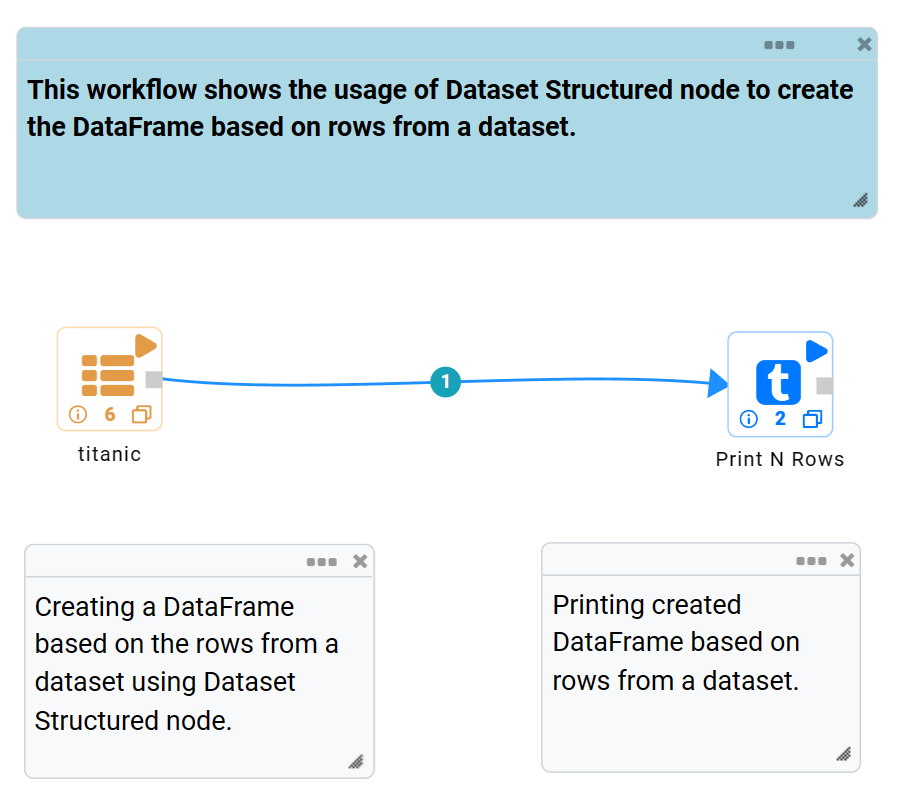 This workflow shows the usage of Dataset Structured node to create
the DataFrame based on rows from a dataset.
1
6
titanic
t
2
Print N Rows
Creating a DataFrame
based on the rows from a
dataset using Dataset
Structured node.
Printing created
DataFrame based on
rows from a dataset.